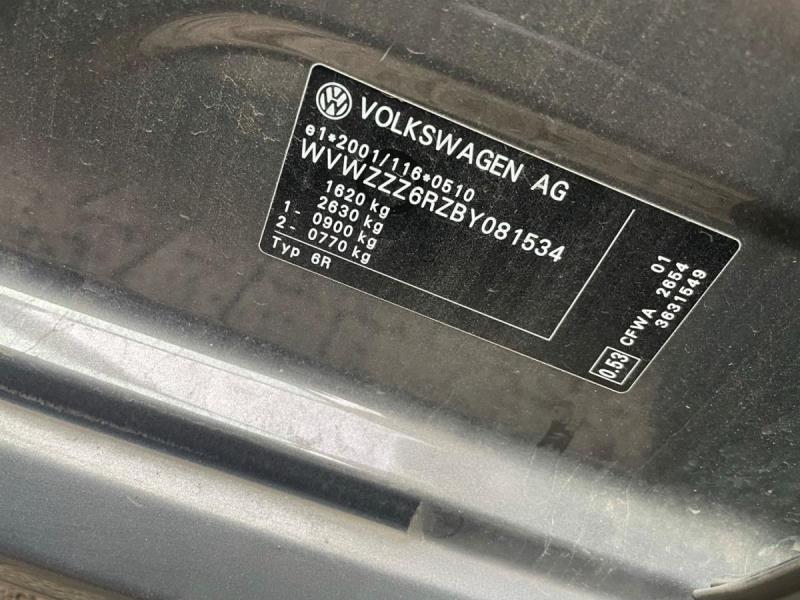 VOLKSWAGEN AG
e1*2001/116*0510
WVWZZZ6RZBY081534
1620 kg
2630 kg
1- 0900 kg
2- 0770 kg
Typ 6R
01
CFWA 2654
3631549
0.53